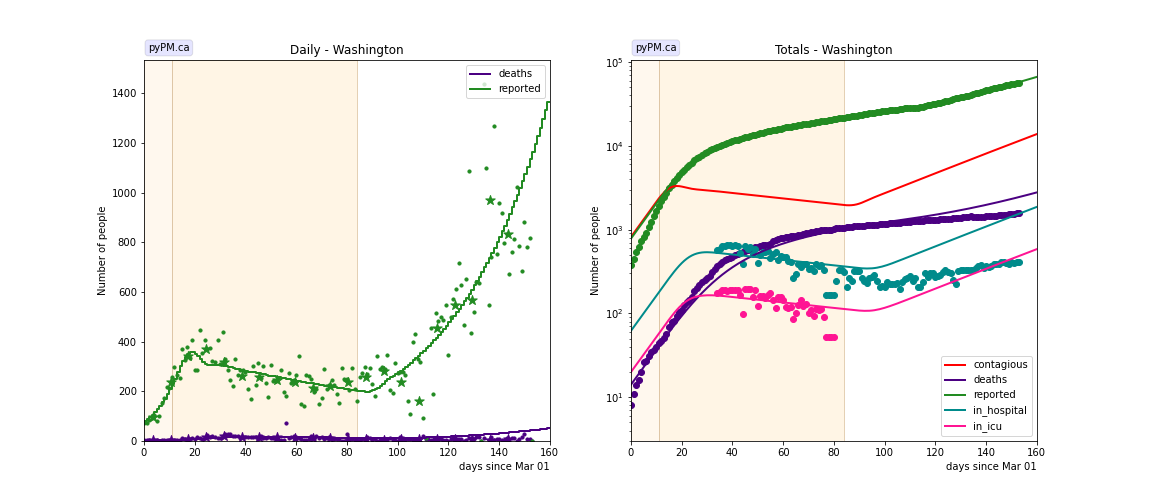 pyPM.ca
Daily - Washington
deaths
reported
Number of people
1400
1200
1000
800
600
400
200
0
0 20 40 60 80 100 120 140 160
days since Mar 01
pyPM.ca
Totals - Washington
Number of people
10^5
10^4
10^3
10^2
10^1
contagious
deaths
reported
in_hospital
in_icu
0 20 40 60 80 100 120 140 160
days since Mar 01